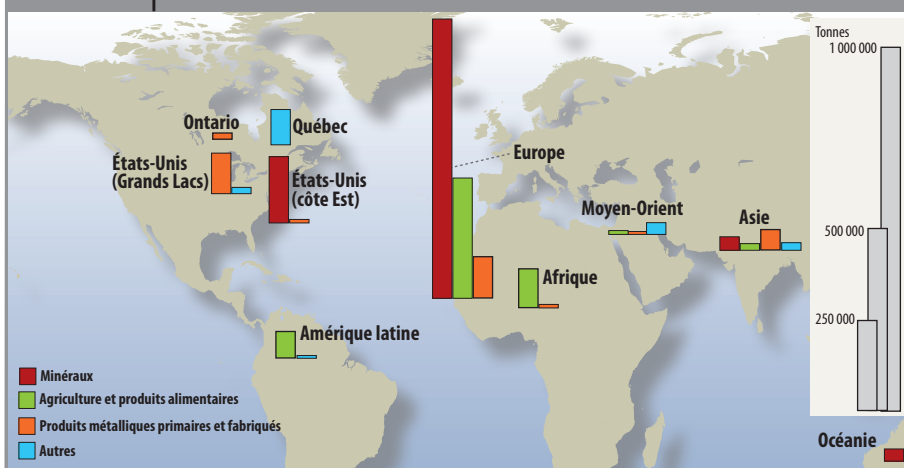 Tonnes
1 000 000
Ontario
Québec
Europe
États-Unis
(Grands Lacs)
États-Unis
(côte Est)
Moyen-Orient
Asie
500 000
Afrique
250 000
Amérique latine
Minéraux
Agriculture et produits alimentaires
Produits métalliques primaires et fabriqués
Autres
Océanie